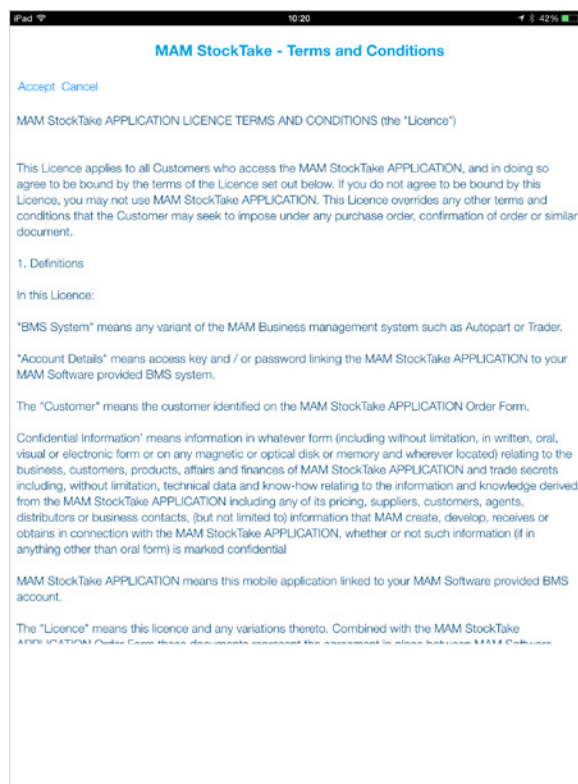 iPad 10:20 42%
MAM StockTake - Terms and Conditions
Accept Cancel
MAM StockTake APPLICATION LICENCE TERMS AND CONDITIONS (the "Licence")
This Licence applies to all Customers who access the MAM StockTake APPLICATION, and in doing so
agree to be bound by the terms of the Licence set out below. If you do not agree to be bound by this
Licence, you may not use MAM StockTake APPLICATION. This Licence overrides any other terms and
conditions that the Customer may seek to impose under any purchase order, confirmation of order or similar
document.
1. Definitions
In this Licence:
"BMS System" means any variant of the MAM Business management system such as Autopart or Trader.
"Account Details" means access key and / or password linking the MAM StockTake APPLICATION to your
MAM Software provided BMS system.
The "Customer" means the customer identified on the MAM StockTake APPLICATION Order Form.
Confidential Information' means information in whatever form (including without limitation, in written, oral,
visual or electronic form or on any magnetic or optical disk or memory and wherever located) relating to the
business, customers, products, affairs and finances of MAM StockTake APPLICATION and trade secrets
including, without limitation, technical data and know-how relating to the information and knowledge derived
from the MAM StockTake APPLICATION including any of its pricing, suppliers, customers, agents,
distributors or business contacts, (but not limited to) information that MAM create, develop, receives or
obtains in connection with the MAM StockTake APPLICATION, whether or not such information (if in
anything other than oral form) is marked confidential
MAM StockTake APPLICATION means this mobile application linked to your MAM Software provided BMS
account.
The "Licence" means this licence and any variations thereto. Combined with the MAM StockTake
APPLICATION Order Form these documents represent the agreement in place between MAM Software